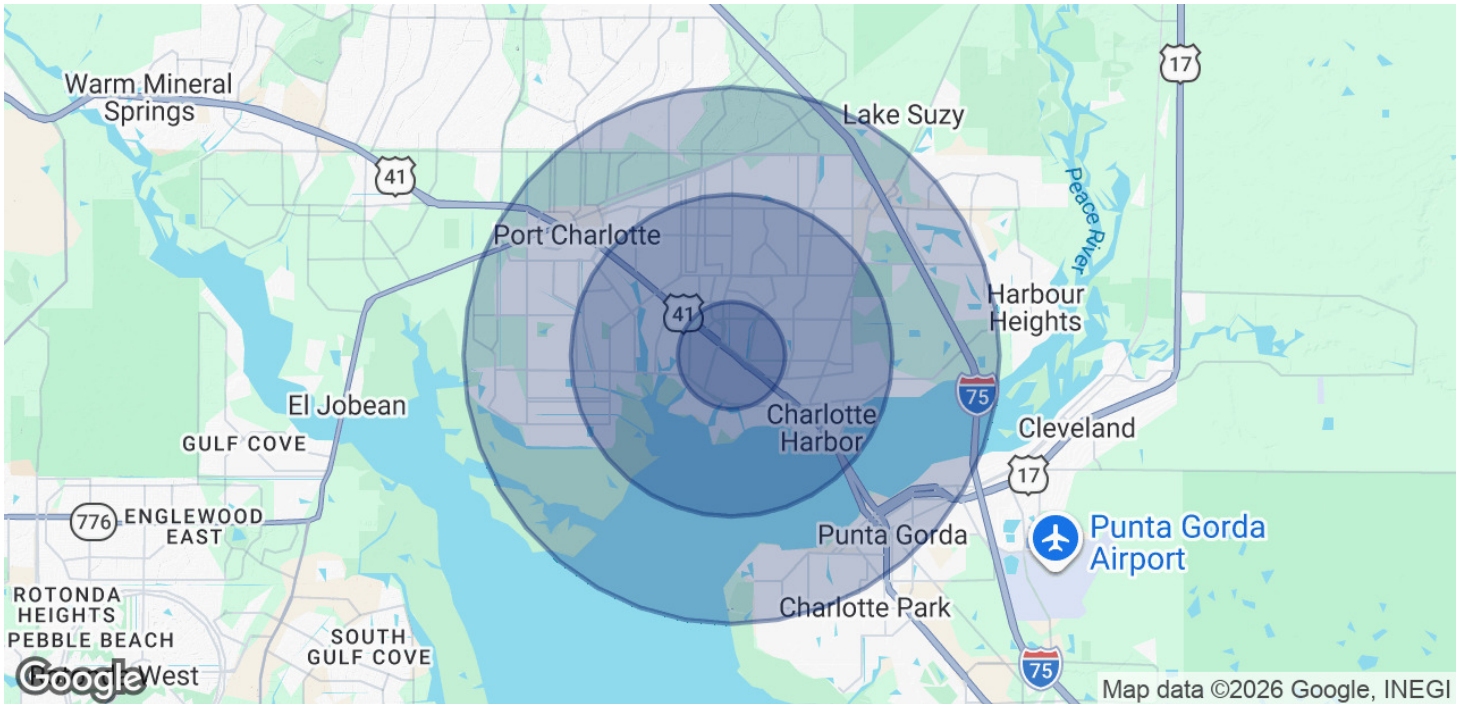 Warm Mineral
Springs
41
17
Lake Suzy
Peace River
Port Charlotte
41
Harbour
Heights
El Jobean
GULF COVE
75
Charlotte
Harbor
Cleveland
17
776
ENGLEWOOD
EAST
Punta Gorda
Punta Gorda
Airport
ROTONDA
HEIGHTS
PEBBLE BEACH
SOUTH
GULF COVE
Charlotte Park
75
West
Google
Map data ©2026 Google, INEGI